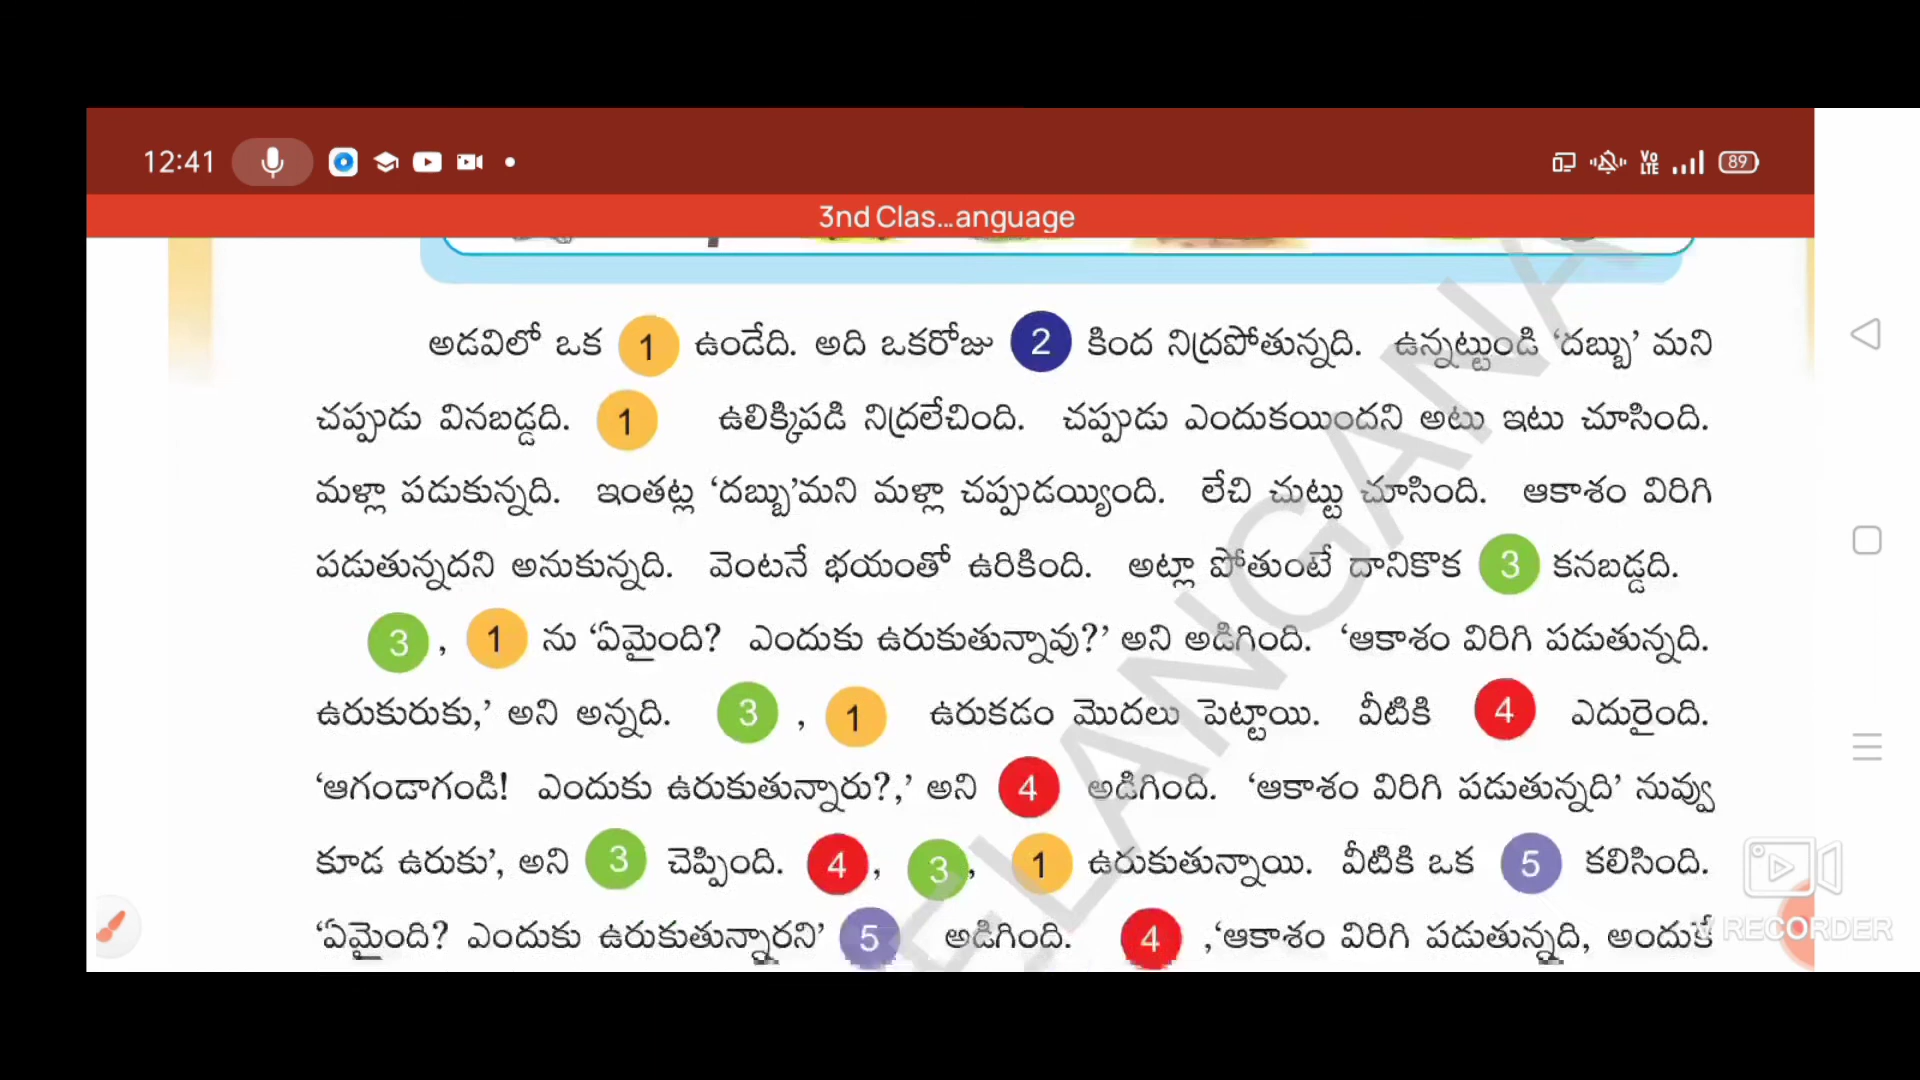 12:41 Vo LTE 89
3nd Clas...anguage
అడవిలో ఒక 1 ఉండేది. అది ఒకరోజు 2 కింద నిద్రపోతున్నది. ఉన్నట్టుండి ‘దబ్బు’ మని
చప్పుడు వినబడ్డది. 1 ఉలిక్కిపడి నిద్రలేచింది. చప్పుడు ఎందుకయిందని అటు ఇటు చూసింది.
మళ్లా పడుకున్నది. ఇంతట్ల ‘దబ్బు’మని మళ్లా చప్పుడయ్యింది. లేచి చుట్టు చూసింది. ఆకాశం విరిగి
పడుతున్నదని అనుకున్నది. వెంటనే భయంతో ఉరికింది. అట్లా పోతుంటే దానికొక 3 కనబడ్డది.
3 , 1 ను ‘ఏమైంది? ఎందుకు ఉరుకుతున్నావు?’ అని అడిగింది. ‘ఆకాశం విరిగి పడుతున్నది.
ఉరుకురుకు,’ అని అన్నది. 3 , 1 ఉరుకడం మొదలు పెట్టాయి. వీటికి 4 ఎదురైంది.
‘ఆగండాగండి! ఎందుకు ఉరుకుతున్నారు?,’ అని 4 అడిగింది. ‘ఆకాశం విరిగి పడుతున్నది’ నువ్వు
కూడ ఉరుకు’, అని 3 చెప్పింది. 4 , 3 , 1 ఉరుకుతున్నాయి. వీటికి ఒక 5 కలిసింది.
‘ఏమైంది? ఎందుకు ఉరుకుతున్నారని’ 5 అడిగింది. 4 ,‘ఆకాశం విరిగి పడుతున్నది, అందుకే
V RECORDER